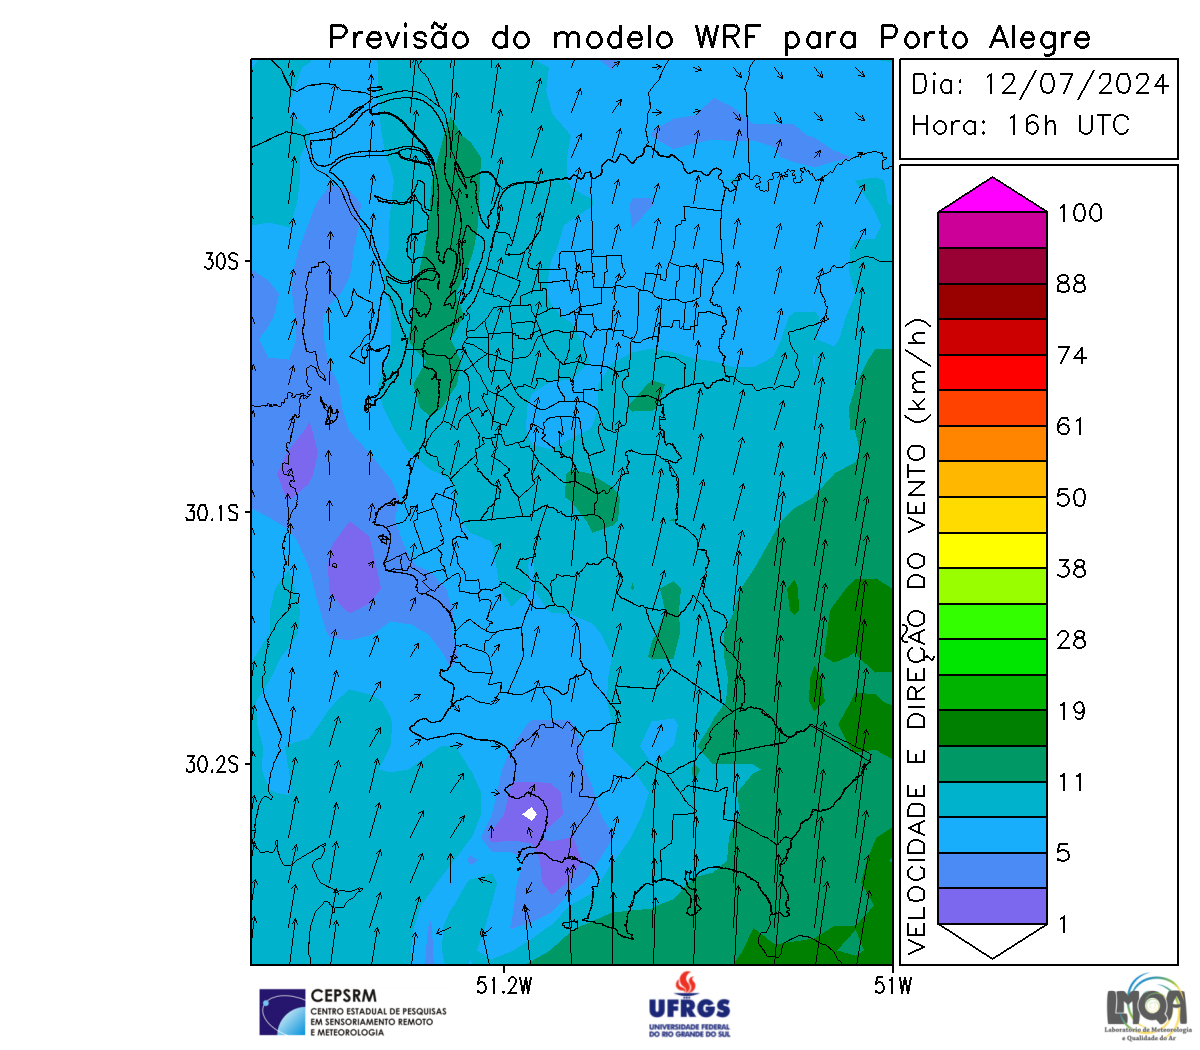 Previsão do modelo WRF para Porto Alegre
Dia: 12/07/2024
Hora: 16h UTC
30S
30.1S
30.2S
51.2W
51W
VELOCIDADE E DIREÇÃO DO VENTO (km/h)
100
88
74
61
50
38
28
19
11
5
1
CEPSRM
CENTRO ESTADUAL DE PESQUISAS
EM SENSORIAMENTO REMOTO
E METEOROLOGIA
UFRGS
UNIVERSIDADE FEDERAL
DO RIO GRANDE DO SUL
LMQA
Laboratório de Meteorologia
e Qualidade do Ar